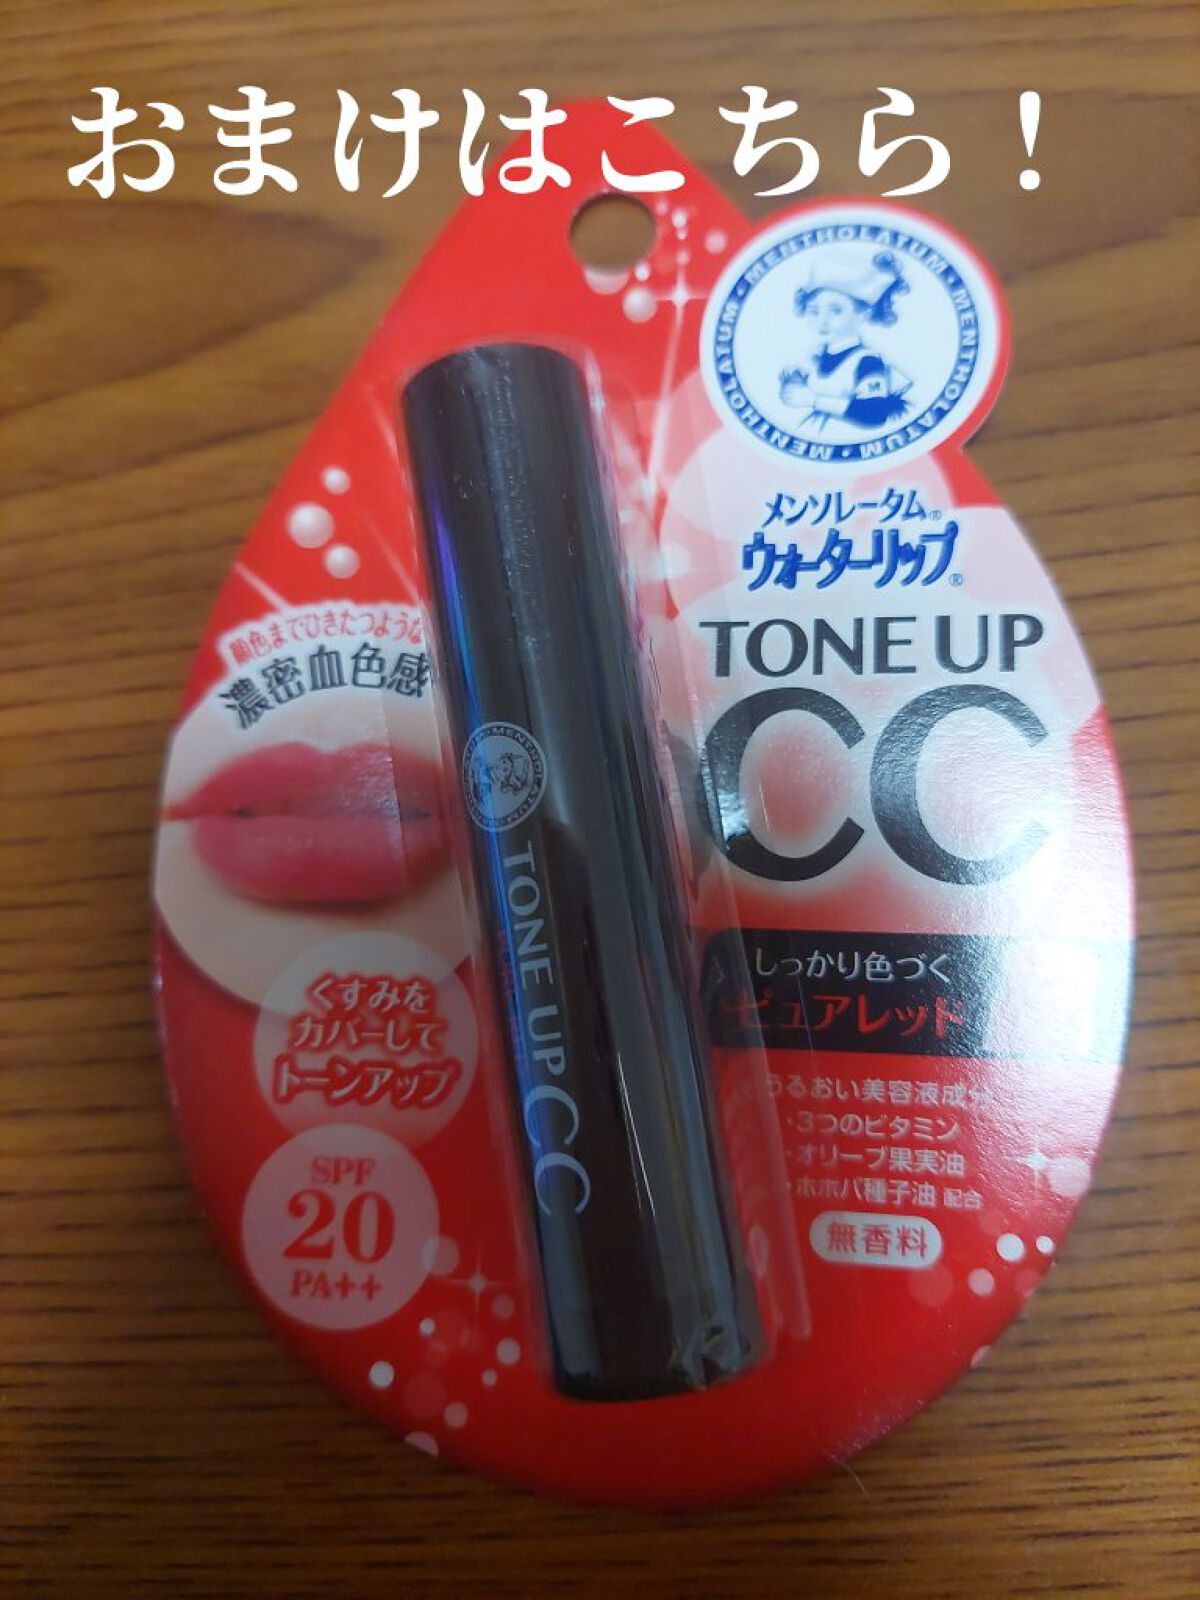 おまけはこちら！
MENTHOLATUM・MENTHOLATUM・MENTHOLATUM・MENTHOLATUM・
メンソレータム®
ウォーターリップ®
TONE UP
CC
顔色までひきたつような
濃密血色感
しっかり色づく
ピュアレッド
くすみを
カバーして
トーンアップ
SPF
20
PA++
うるおい美容液成分
・3つのビタミン
・オリーブ果実油
・ホホバ種子油 配合
無香料
MENTHOLATUM
TONE UP CC